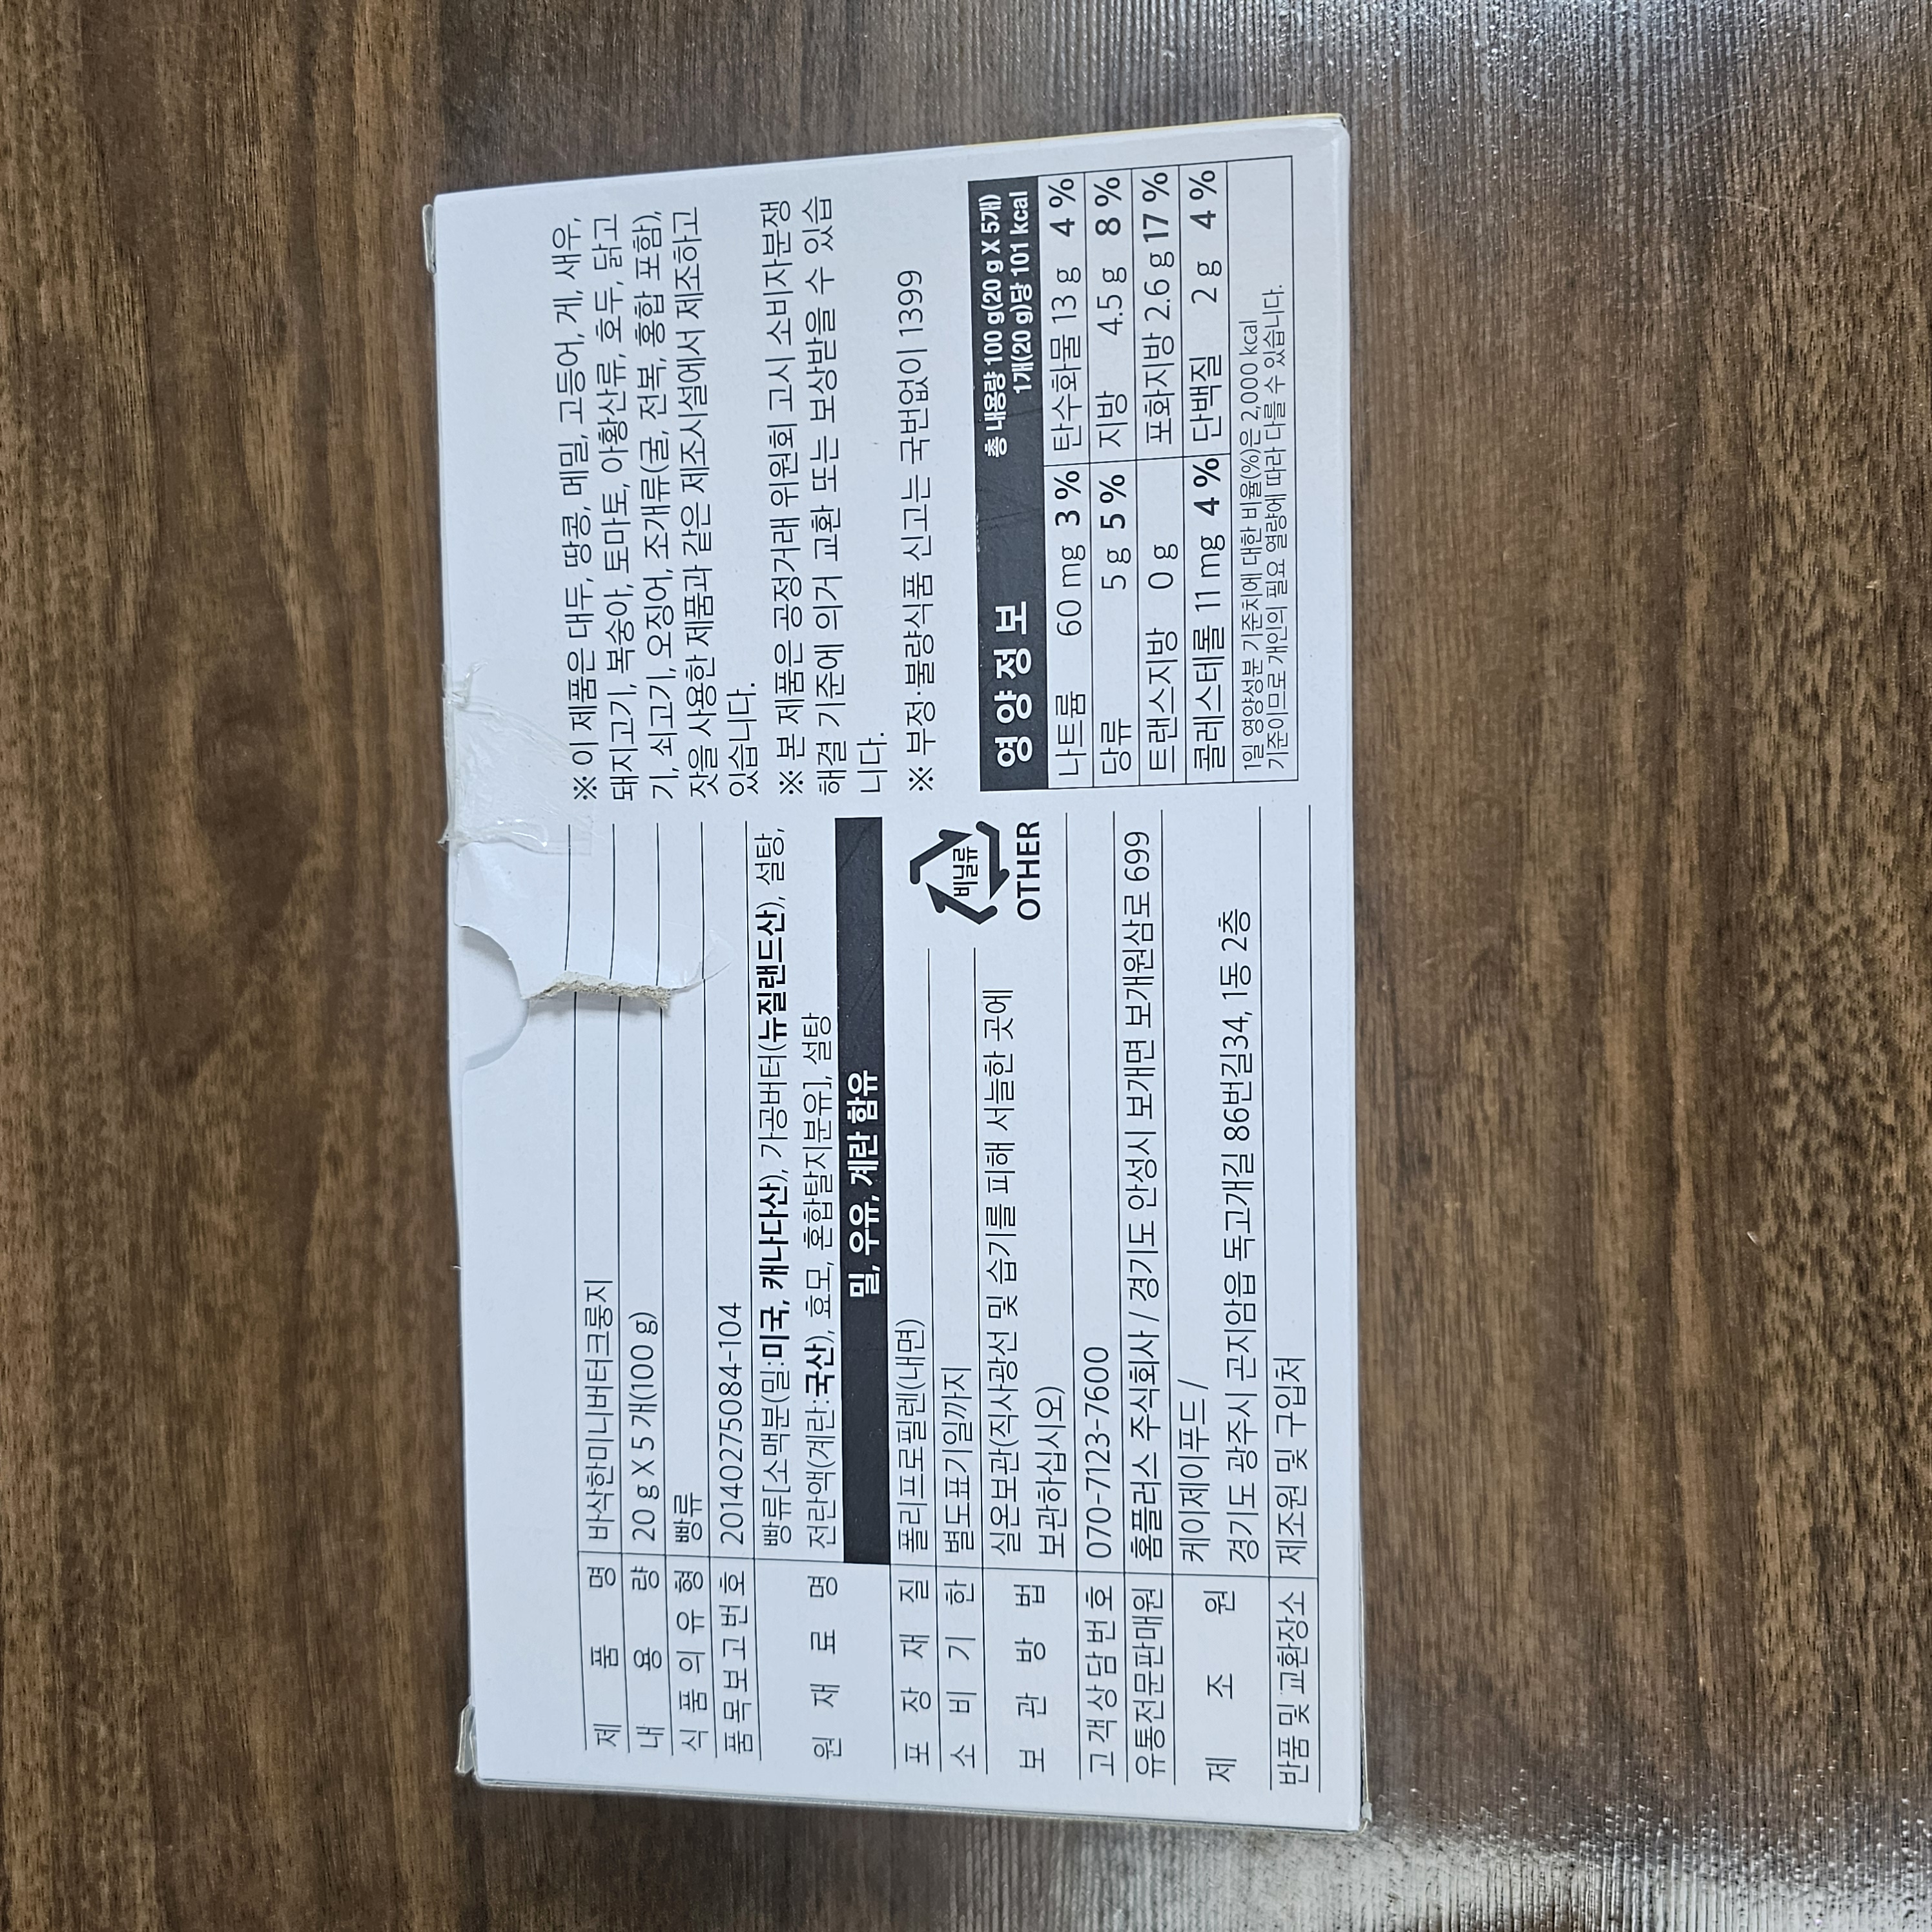 제품명 바삭한미니버터크룽지
내용량 20 g X 5 개(100 g)
식품의유형 빵류
품목보고번호 20140275084-104
원재료명 빵류[소맥분(밀:미국, 캐나다산), 가공버터(뉴질랜드산), 설탕,
전란액(계란:국산), 효모, 혼합탈지분유], 설탕
밀, 우유, 계란 함유
포장재질 폴리프로필렌(내면)
소비기한 별도표기일까지
보관방법 실온보관(직사광선 및 습기를 피해 서늘한 곳에
보관하십시오)
비닐류
OTHER
고객상담번호 070-7123-7600
유통전문판매원 홈플러스 주식회사 / 경기도 안성시 보개면 보개원삼로 699
제조원 케이제이푸드 /
경기도 광주시 곤지암읍 독고개길 86번길34, 1동 2층
반품 및 교환장소 제조원 및 구입처
※ 이 제품은 대두, 땅콩, 메밀, 고등어, 게, 새우,
돼지고기, 복숭아, 토마토, 아황산류, 호두, 닭고
기, 쇠고기, 오징어, 조개류(굴, 전복, 홍합 포함),
잣을 사용한 제품과 같은 제조시설에서 제조하고
있습니다.
※ 본 제품은 공정거래 위원회 고시 소비자분쟁
해결 기준에 의거 교환 또는 보상받을 수 있습
니다.
※ 부정·불량식품 신고는 국번없이 1399
영양정보 총 내용량 100 g(20 g X 5개)
1개(20 g)당 101 kcal
나트륨 60 mg 3 % 탄수화물 13 g 4 %
당류 5 g 5 % 지방 4.5 g 8 %
트랜스지방 0 g 포화지방 2.6 g 17 %
콜레스테롤 11 mg 4 % 단백질 2 g 4 %
1일 영양성분 기준치에 대한 비율(%)은 2,000 kcal
기준이므로 개인의 필요 열량에 따라 다를 수 있습니다.